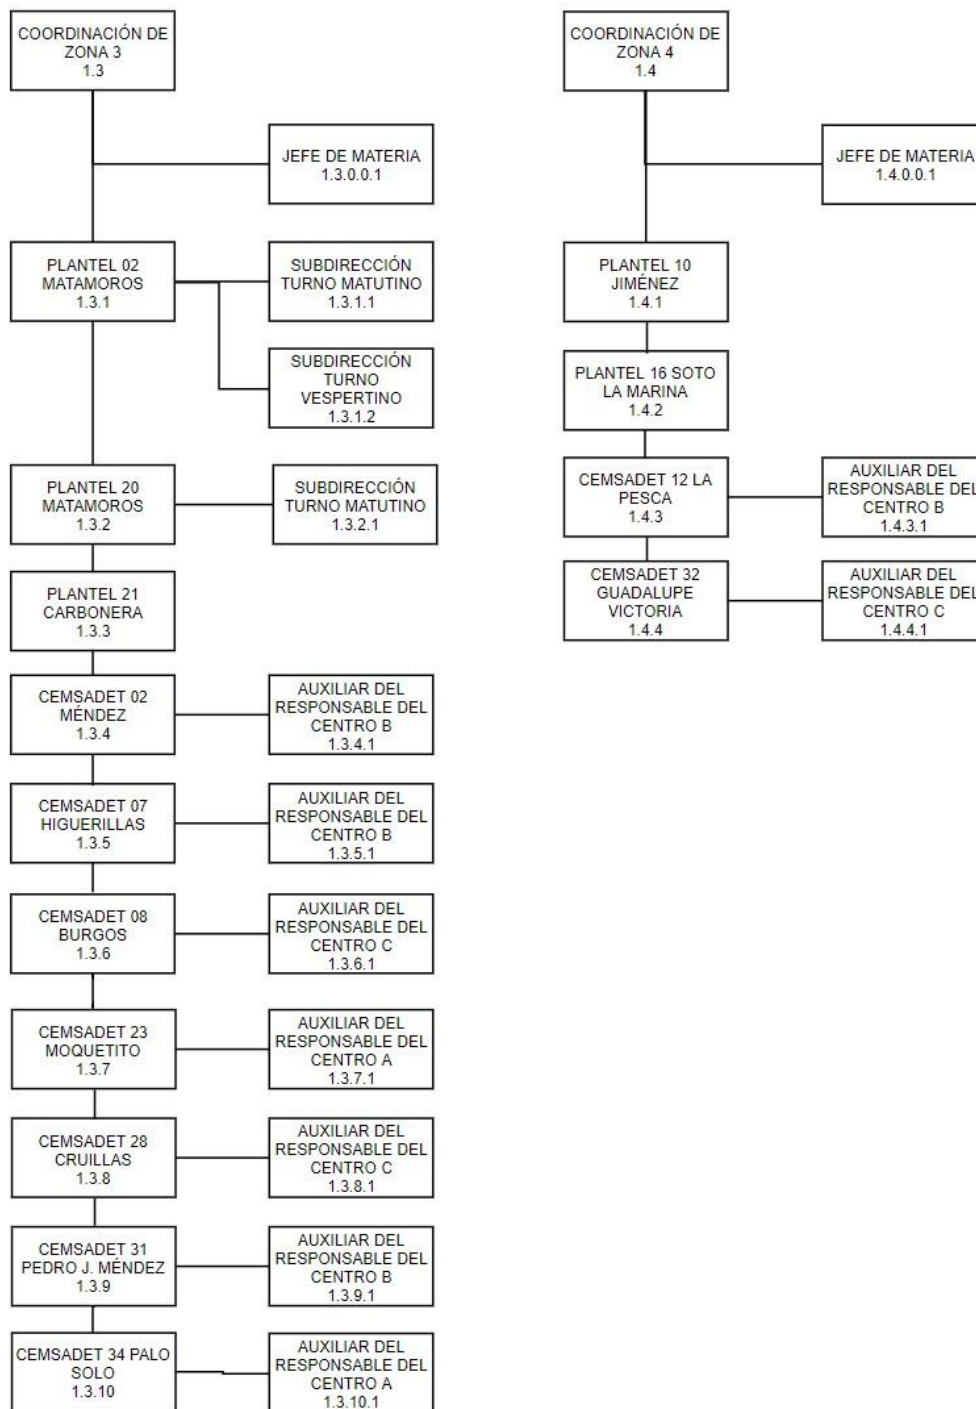 COORDINACIÓN DE
ZONA 3
1.3
JEFE DE MATERIA
1.3.0.0.1
PLANTEL 02
MATAMOROS
1.3.1
SUBDIRECCIÓN
TURNO MATUTINO
1.3.1.1
SUBDIRECCIÓN
TURNO
VESPERTINO
1.3.1.2
PLANTEL 20
MATAMOROS
1.3.2
SUBDIRECCIÓN
TURNO MATUTINO
1.3.2.1
PLANTEL 21
CARBONERA
1.3.3
CEMSADET 02
MÉNDEZ
1.3.4
AUXILIAR DEL
RESPONSABLE DEL
CENTRO B
1.3.4.1
CEMSADET 07
HIGUERILLAS
1.3.5
AUXILIAR DEL
RESPONSABLE DEL
CENTRO B
1.3.5.1
CEMSADET 08
BURGOS
1.3.6
AUXILIAR DEL
RESPONSABLE DEL
CENTRO C
1.3.6.1
CEMSADET 23
MOQUETITO
1.3.7
AUXILIAR DEL
RESPONSABLE DEL
CENTRO A
1.3.7.1
CEMSADET 28
CRUILLAS
1.3.8
AUXILIAR DEL
RESPONSABLE DEL
CENTRO C
1.3.8.1
CEMSADET 31
PEDRO J. MÉNDEZ
1.3.9
AUXILIAR DEL
RESPONSABLE DEL
CENTRO B
1.3.9.1
CEMSADET 34 PALO
SOLO
1.3.10
AUXILIAR DEL
RESPONSABLE DEL
CENTRO A
1.3.10.1
COORDINACIÓN DE
ZONA 4
1.4
JEFE DE MATERIA
1.4.0.0.1
PLANTEL 10
JIMÉNEZ
1.4.1
PLANTEL 16 SOTO
LA MARINA
1.4.2
CEMSADET 12 LA
PESCA
1.4.3
AUXILIAR DEL
RESPONSABLE DEL
CENTRO B
1.4.3.1
CEMSADET 32
GUADALUPE
VICTORIA
1.4.4
AUXILIAR DEL
RESPONSABLE DEL
CENTRO C
1.4.4.1